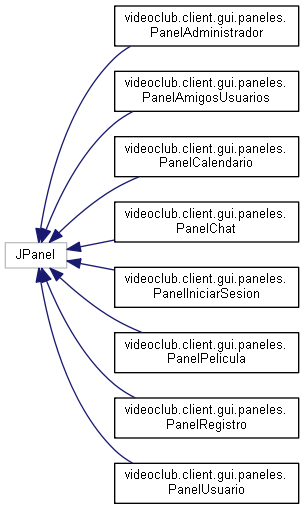 videoclub.client.gui.paneles.
PanelAdministrador
videoclub.client.gui.paneles.
PanelAmigosUsuarios
videoclub.client.gui.paneles.
PanelCalendario
videoclub.client.gui.paneles.
PanelChat
JPanel
videoclub.client.gui.paneles.
PanelIniciarSesion
videoclub.client.gui.paneles.
PanelPelicula
videoclub.client.gui.paneles.
PanelRegistro
videoclub.client.gui.paneles.
PanelUsuario